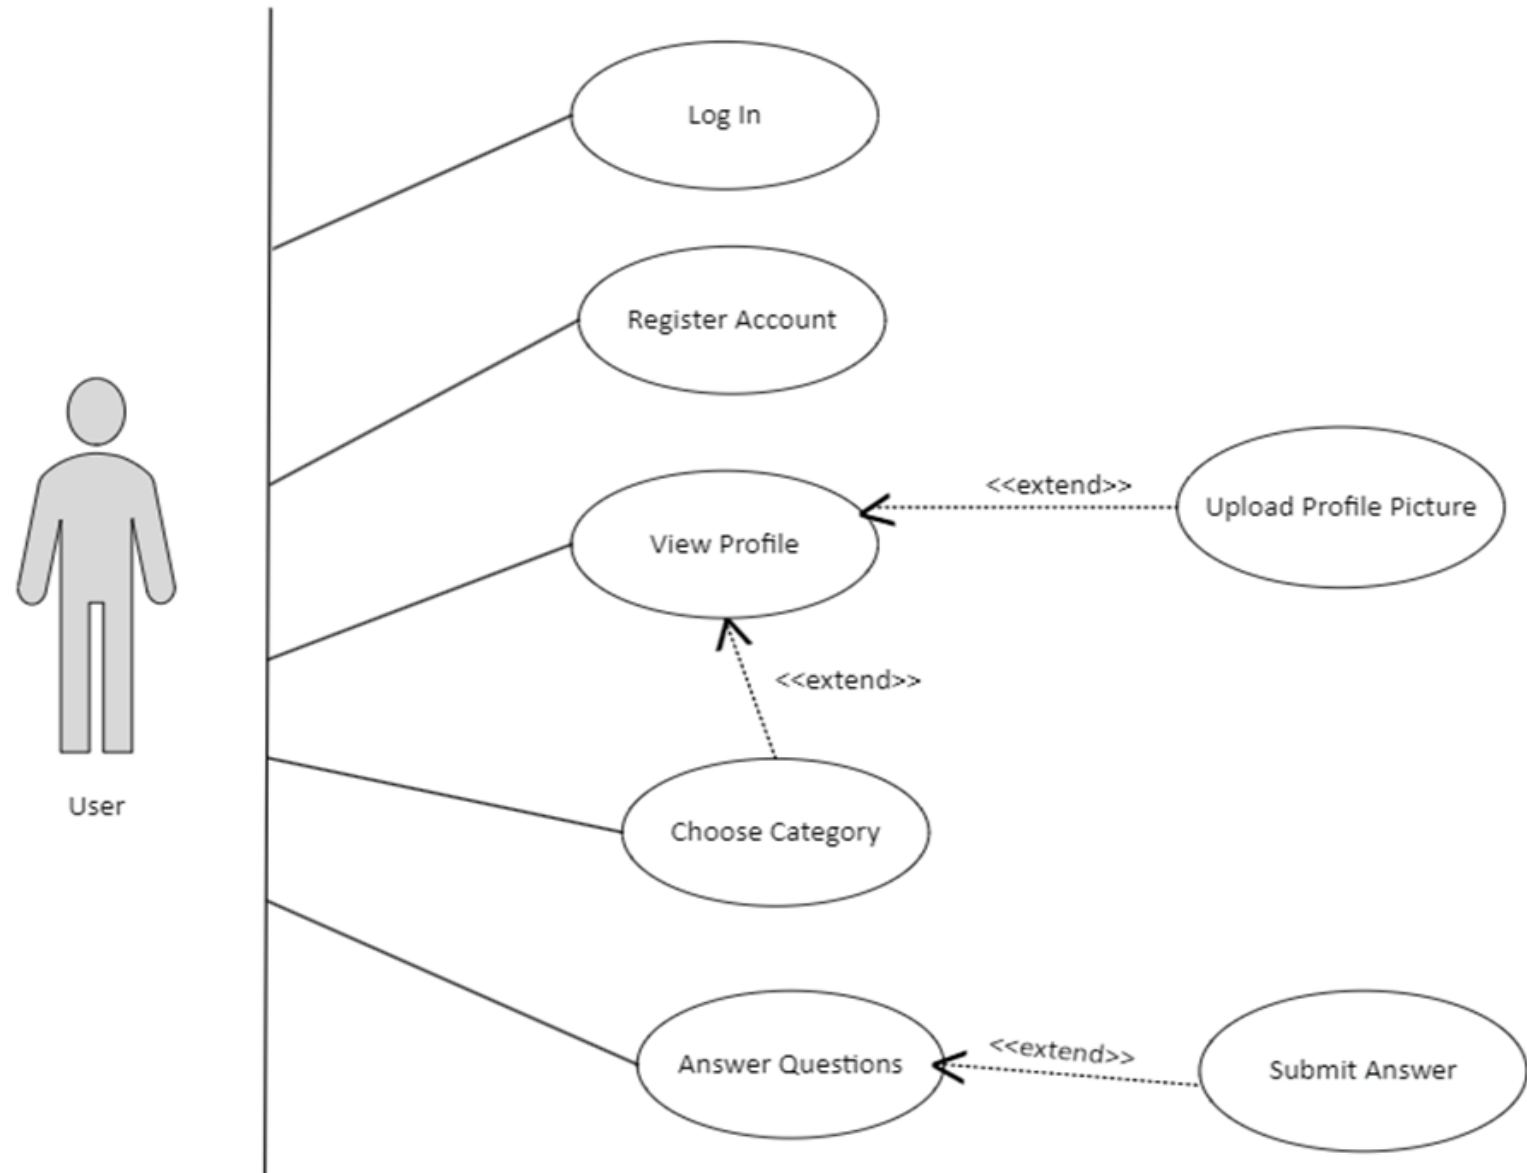 Log In
Register Account
<<extend>>
Upload Profile Picture
View Profile
<<extend>>
User
Choose Category
<<extend>>
Answer Questions
Submit Answer